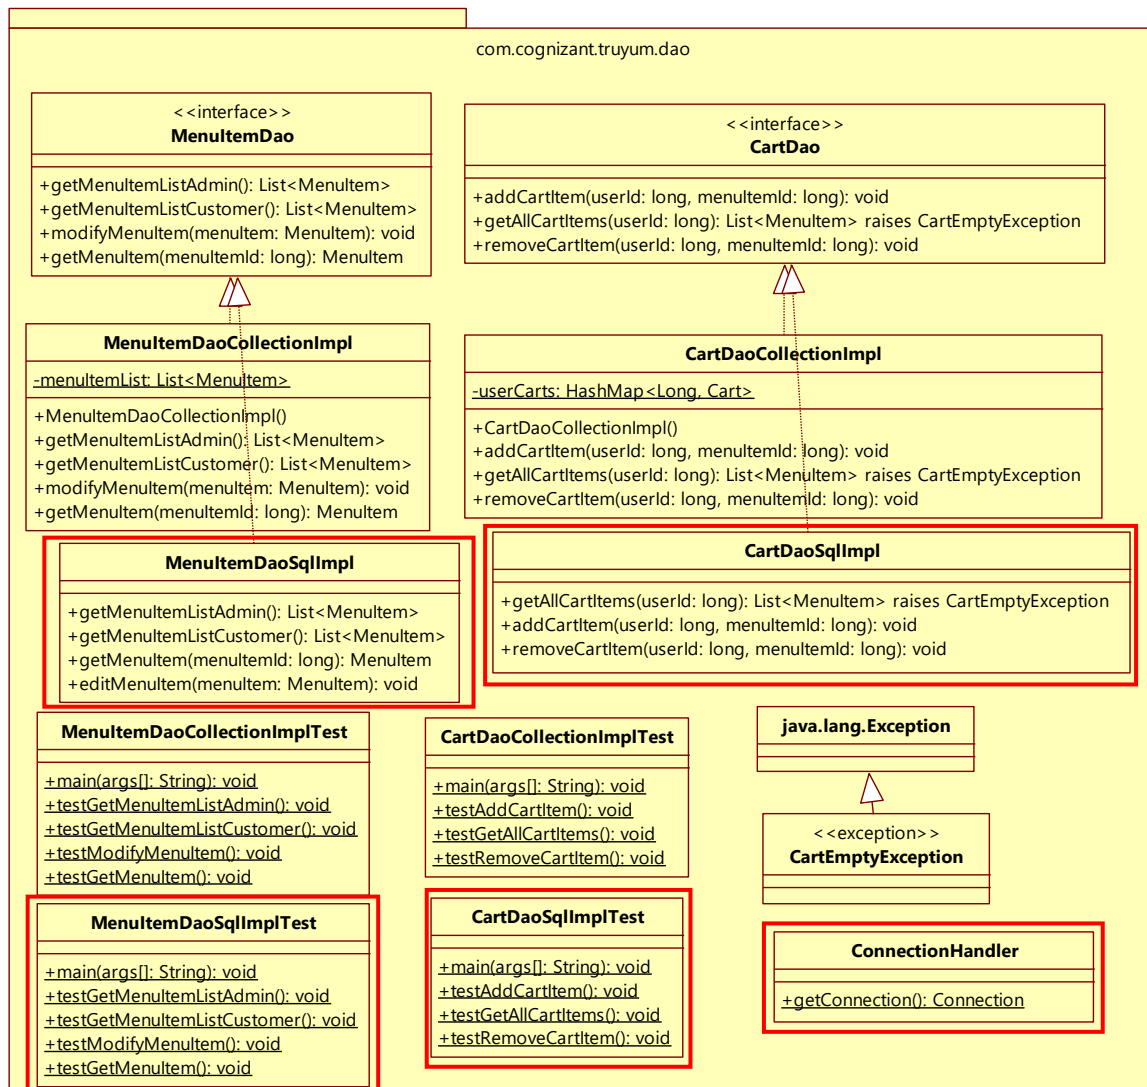 com.cognizant.truyum.dao
<<interface>>
MenuItemDao
+getMenuItemListAdmin(): List<MenuItem>
+getMenuItemListCustomer(): List<MenuItem>
+modifyMenuItem(menuItem: MenuItem): void
+getMenuItem(menuItemId: long): MenuItem
<<interface>>
CartDao
+addCartItem(userId: long, menuItemId: long): void
+getAllCartItems(userId: long): List<MenuItem> raises CartEmptyException
+removeCartItem(userId: long, menuItemId: long): void
MenuItemDaoCollectionImpl
-menuItemList: List<MenuItem>
+MenuItemDaoCollectionImpl()
+getMenuItemListAdmin(): List<MenuItem>
+getMenuItemListCustomer(): List<MenuItem>
+modifyMenuItem(menuItem: MenuItem): void
+getMenuItem(menuItemId: long): MenuItem
CartDaoCollectionImpl
-userCarts: HashMap<Long, Cart>
+CartDaoCollectionImpl()
+addCartItem(userId: long, menuItemId: long): void
+getAllCartItems(userId: long): List<MenuItem> raises CartEmptyException
+removeCartItem(userId: long, menuItemId: long): void
MenuItemDaoSqlImpl
+getMenuItemListAdmin(): List<MenuItem>
+getMenuItemListCustomer(): List<MenuItem>
+getMenuItem(menuItemId: long): MenuItem
+editMenuItem(menuItem: MenuItem): void
CartDaoSqlImpl
+getAllCartItems(userId: long): List<MenuItem> raises CartEmptyException
+addCartItem(userId: long, menuItemId: long): void
+removeCartItem(userId: long, menuItemId: long): void
MenuItemDaoCollectionImplTest
+main(args[]: String): void
+testGetMenuItemListAdmin(): void
+testGetMenuItemListCustomer(): void
+testModifyMenuItem(): void
+testGetMenuItem(): void
CartDaoCollectionImplTest
+main(args[]: String): void
+testAddCartItem(): void
+testGetAllCartItems(): void
+testRemoveCartItem(): void
java.lang.Exception
<<exception>>
CartEmptyException
MenuItemDaoSqlImplTest
+main(args[]: String): void
+testGetMenuItemListAdmin(): void
+testGetMenuItemListCustomer(): void
+testModifyMenuItem(): void
+testGetMenuItem(): void
CartDaoSqlImplTest
+main(args[]: String): void
+testAddCartItem(): void
+testGetAllCartItems(): void
+testRemoveCartItem(): void
ConnectionHandler
+getConnection(): Connection